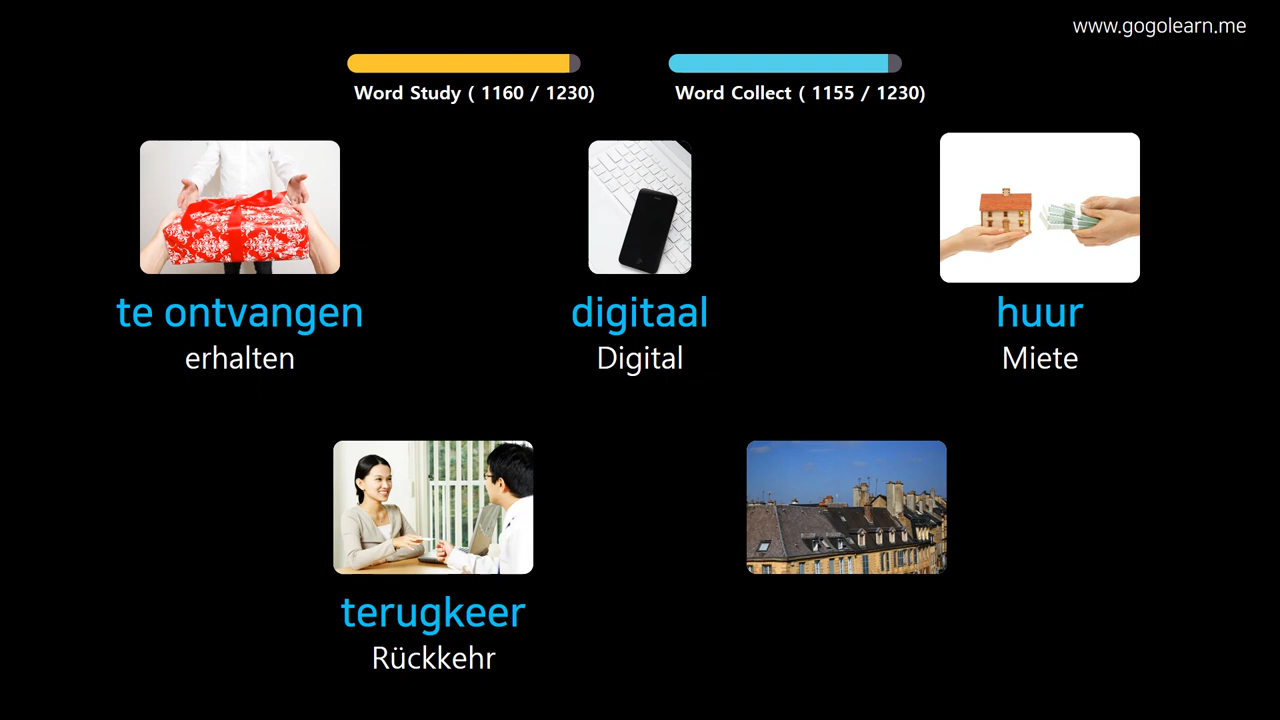 www.gogolearn.me
Word Study ( 1160 / 1230)
Word Collect ( 1155 / 1230)
te ontvangen
erhalten
digitaal
Digital
huur
Miete
terugkeer
Rückkehr